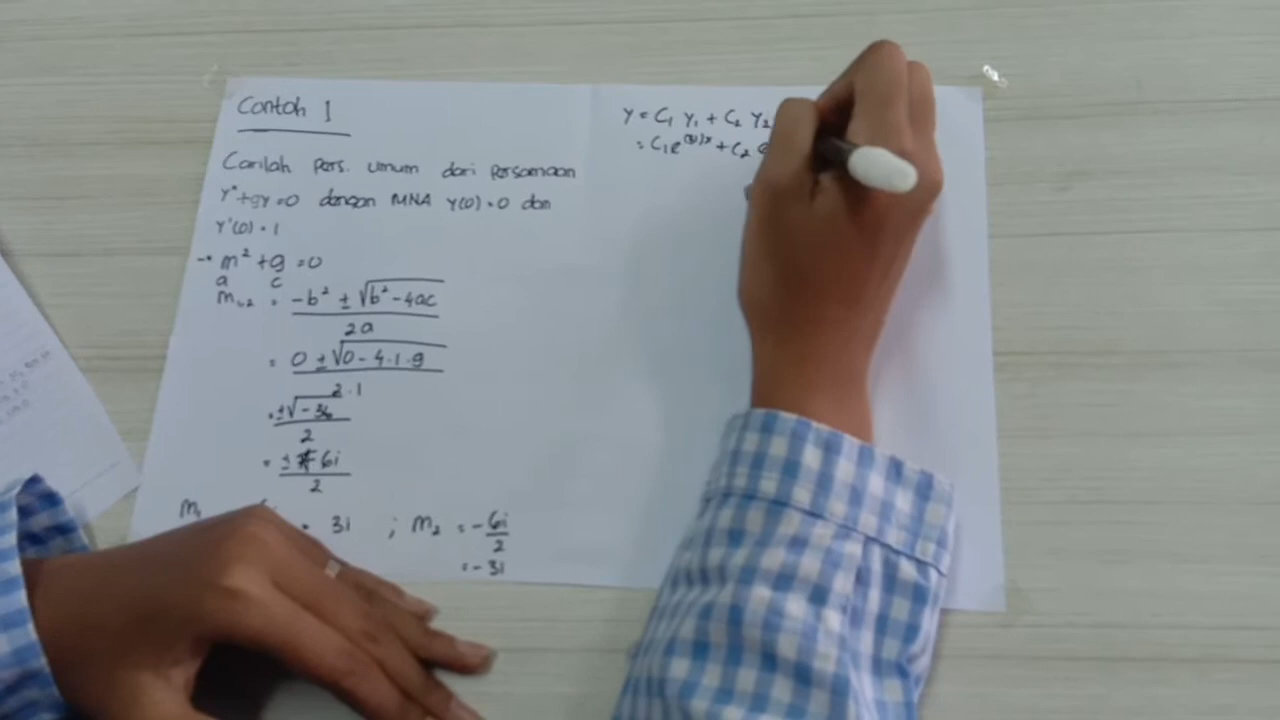 Contoh 1
Carilah pers. umum dari persamaan
y"+9y=0 dengan MNA y(0)=0 dan
y'(0)=1
→ m²+9=0
a c
m₁,₂ = -b² ± √b²-4ac
2a
= 0 ± √0-4.1.9
2.1
= ±√-36
2
= ± 6i
2
m₁ = 3i ; m₂ = -6i
2
= -3i
y = C₁ y₁ + C₂ y₂
= C₁e^(3i)x + C₂